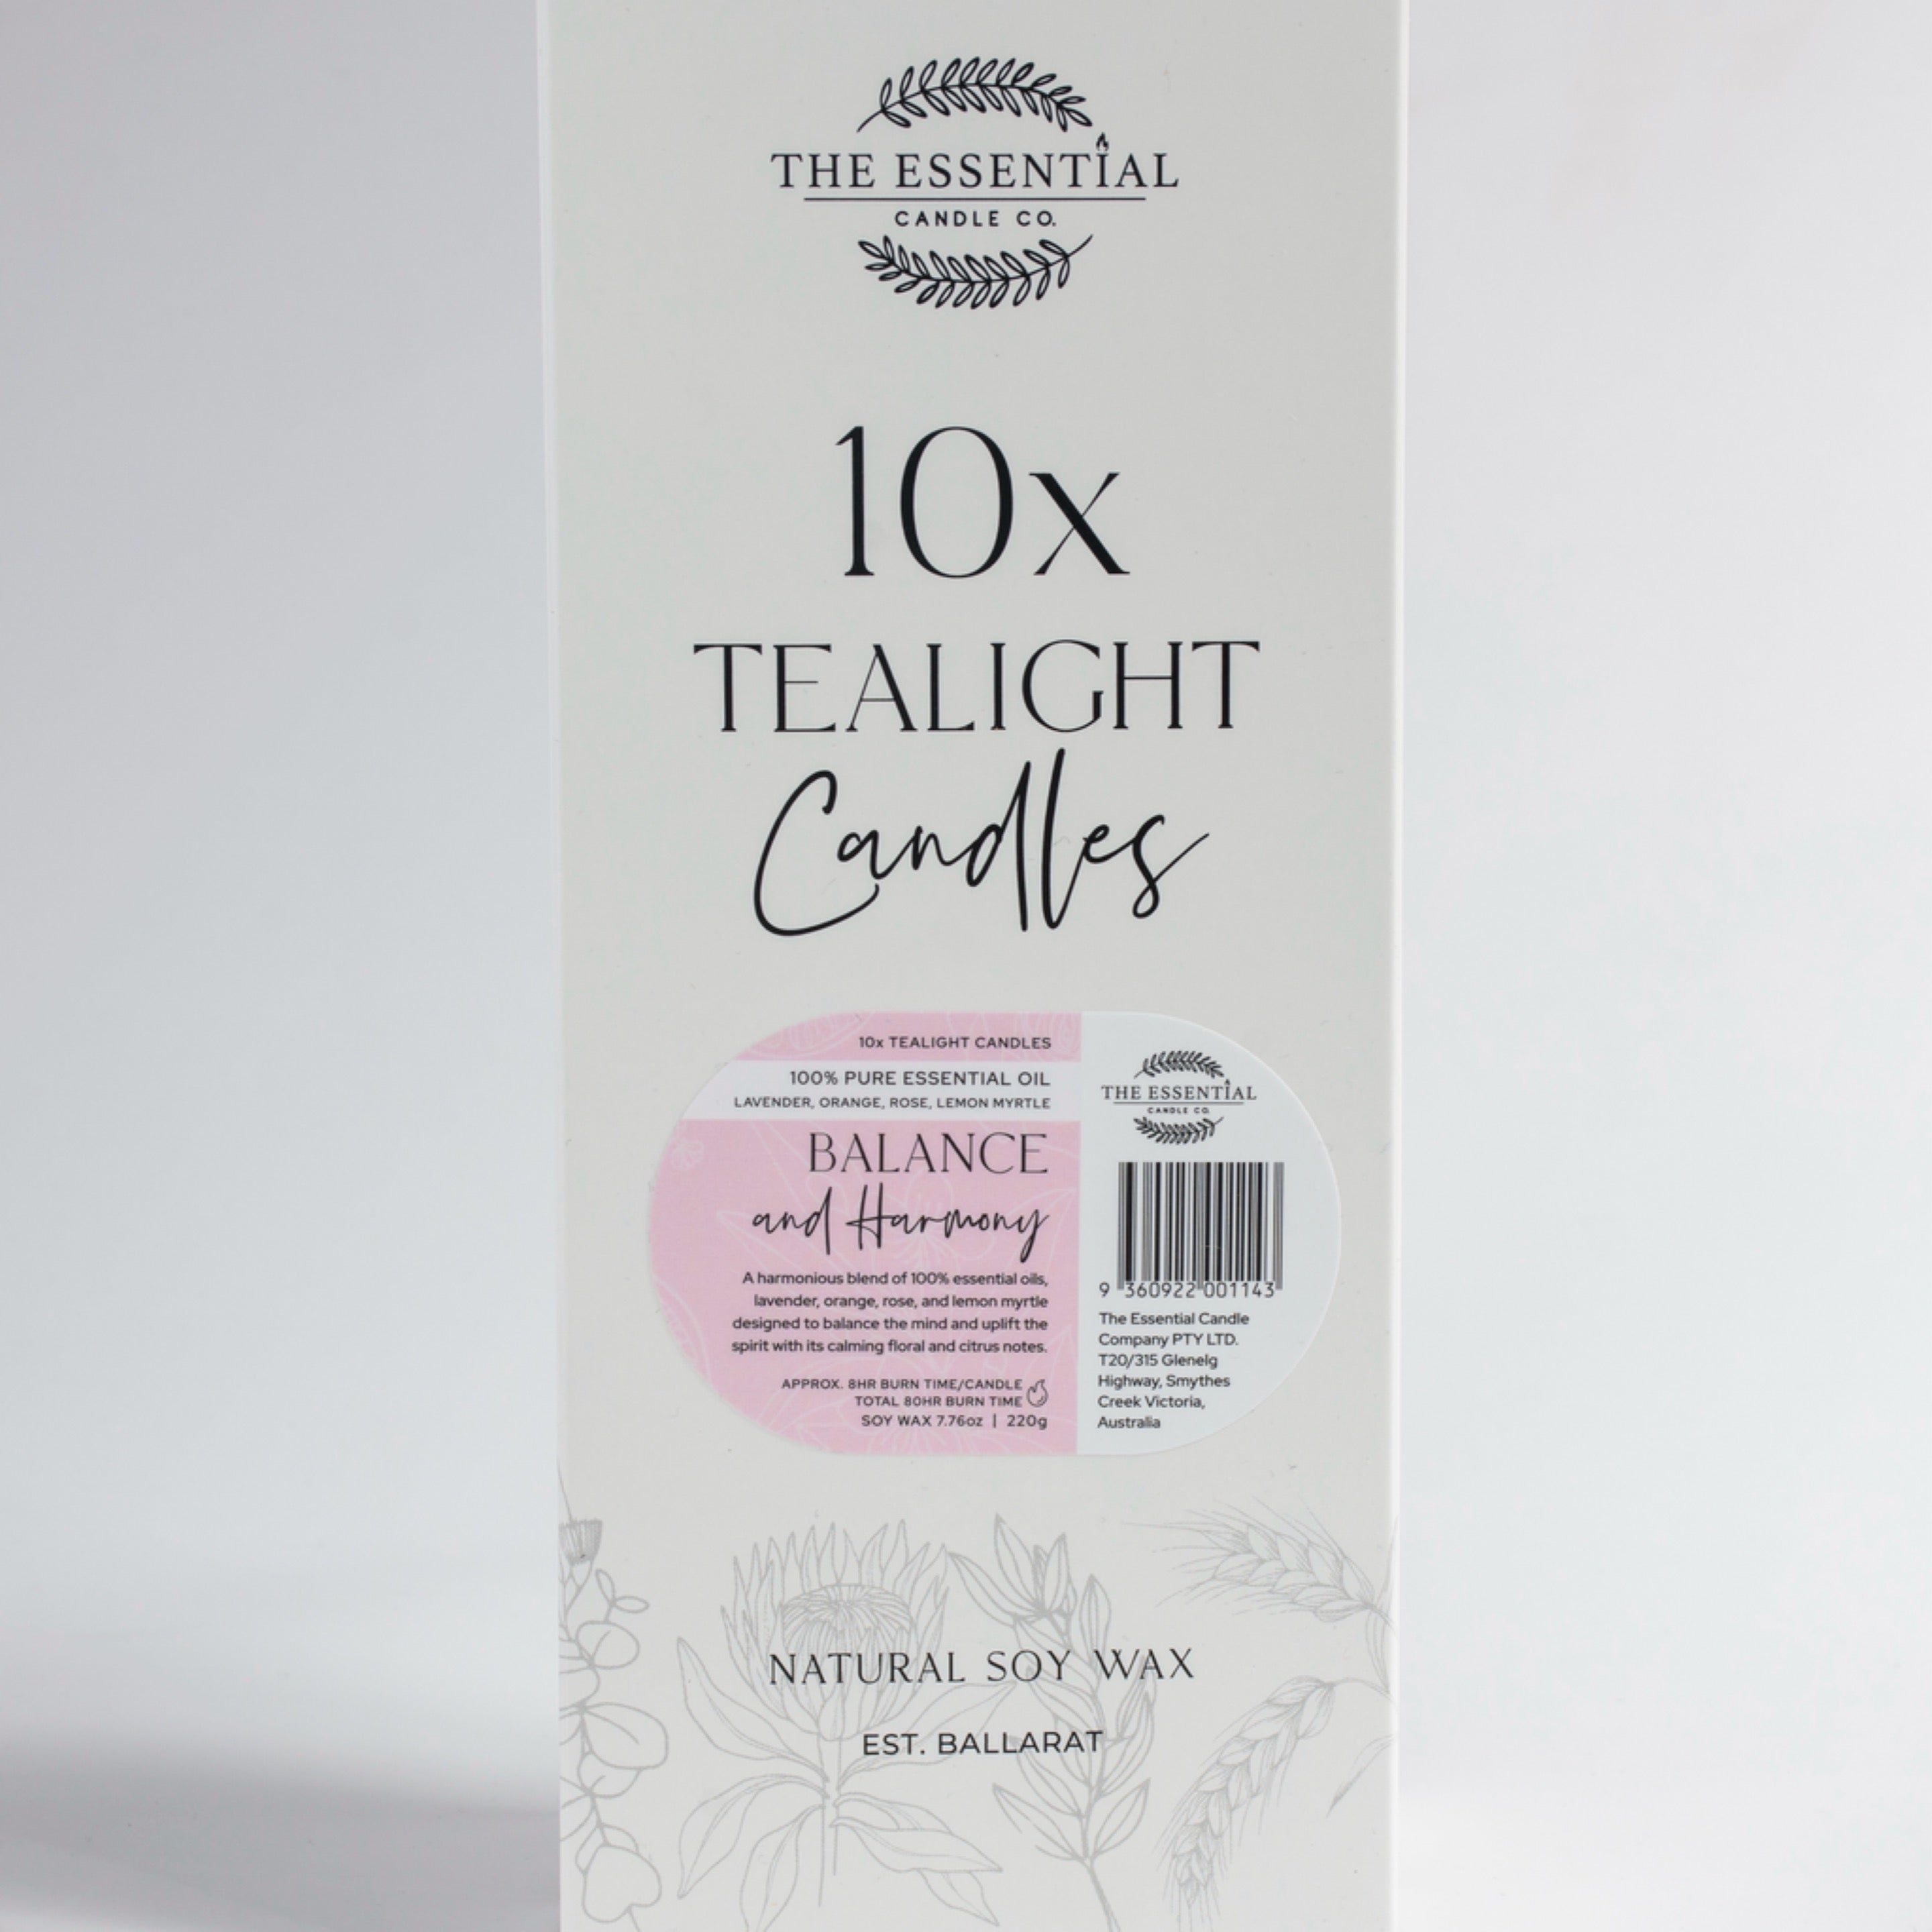 THE ESSENTIAL
CANDLE CO.
10x
TEALIGHT
Candles
10x TEALIGHT CANDLES
100% PURE ESSENTIAL OIL
LAVENDER, ORANGE, ROSE, LEMON MYRTLE
BALANCE
and Harmony
A harmonious blend of 100% essential oils,
lavender, orange, rose, and lemon myrtle
designed to balance the mind and uplift the
spirit with its calming floral and citrus notes.
APPROX. 8HR BURN TIME/CANDLE
TOTAL 80HR BURN TIME
SOY WAX 7.76oz | 220g
THE ESSENTIAL
CANDLE CO.
9 360922 001143
The Essential Candle
Company PTY LTD.
T20/315 Glenelg
Highway, Smythes
Creek Victoria,
Australia
NATURAL SOY WAX
EST. BALLARAT